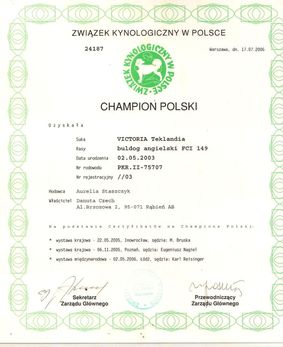 ZWIĄZEK KYNOLOGICZNY W POLSCE
24187
Warszawa, dn. 17.07.2006
ZWIĄZEK KYNOLOGICZNY W POLSCE
CHAMPION POLSKI
Uzyskała
Suka VICTORIA Teklandia
Rasy buldog angielski FCI 149
Data urodzenia 02.05.2003
Nr rodowodu PKR.II-75707
Nr rejestracyjny //03
Hodowca Aurelia Staszczyk
Właściciel Danuta Czech
Al.Brzozowa 2, 95-071 Rąbień AB
Na podstawie Certyfikatów na Championa Polski:
* wystawa krajowa - 22.05.2005, Inowrocław, sędzia: M. Bruska
* wystawa krajowa - 06.11.2005, Poznań, sędzia: Eugeniusz Nagtel
* wystawa międzynarodowa - 02.05.2006, Łódź, sędzia: Karl Reisinger
Sekretarz
Zarządu Głównego
Przewodniczący
Zarządu Głównego